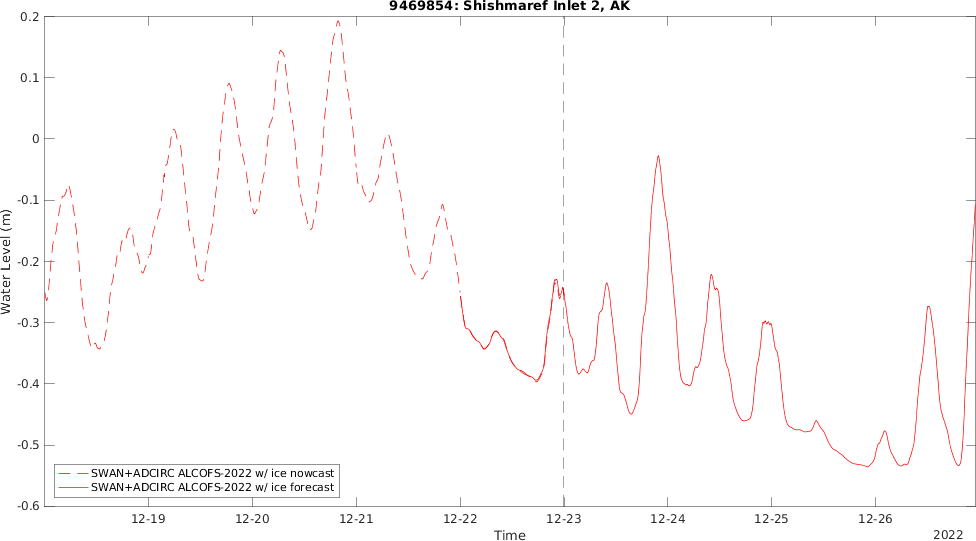 9469854: Shishmaref Inlet 2, AK
0.2
0.1
0
-0.1
-0.2
-0.3
-0.4
-0.5
-0.6
Water Level (m)
SWAN+ADCIRC ALCOFS-2022 w/ ice nowcast
SWAN+ADCIRC ALCOFS-2022 w/ ice forecast
12-19 12-20 12-21 12-22 12-23 12-24 12-25 12-26
Time
2022